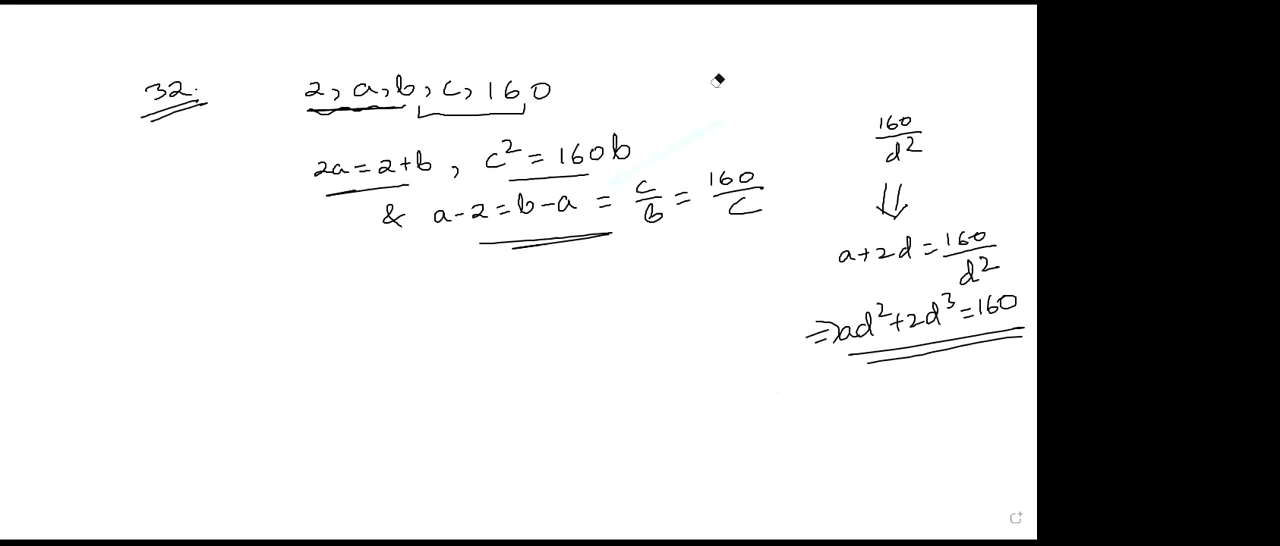 32. 2, a, b, c, 160
2a = 2+b , c² = 160b
& a-2 = b-a = c/b = 160/c
160/d²
⇓
a+2d = 160/d²
⇒ ad²+2d³ = 160